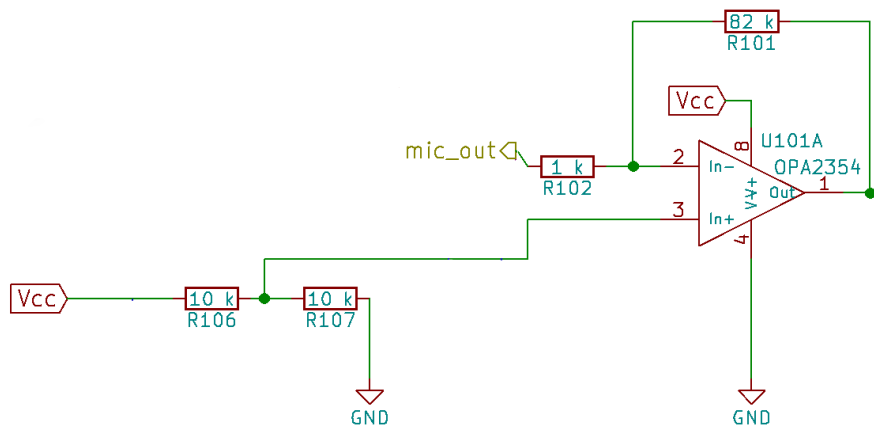 82 k
R101
Vcc
mic_out
1 k
R102
2
3
8
4
1
U101A
OPA2354
In-
In+
V+
V-
Out
Vcc
10 k
R106
10 k
R107
GND
GND